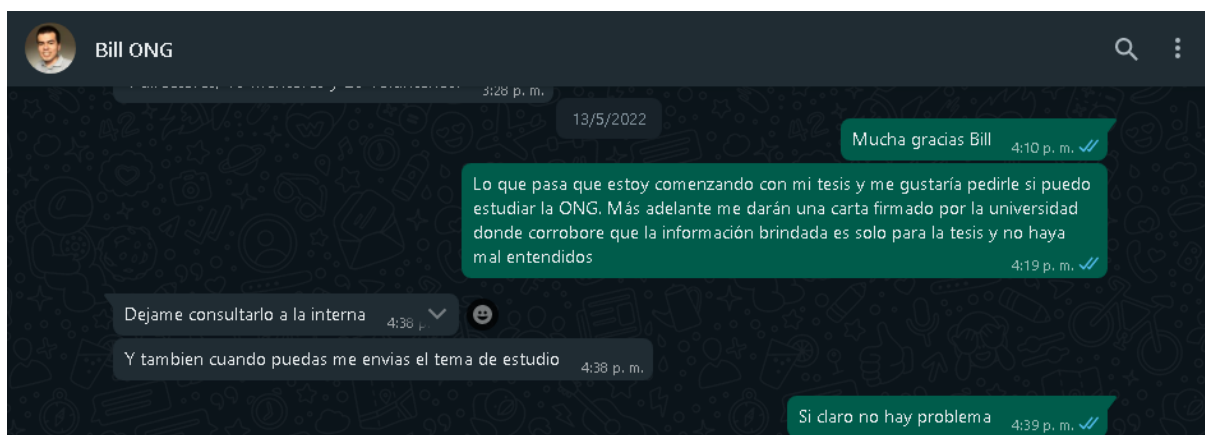 Bill ONG
3:28 p. m.
13/5/2022
Mucha gracias Bill 4:10 p. m.
Lo que pasa que estoy comenzando con mi tesis y me gustaría pedirle si puedo
estudiar la ONG. Más adelante me darán una carta firmado por la universidad
donde corrobore que la información brindada es solo para la tesis y no haya
mal entendidos
4:19 p. m.
Dejame consultarlo a la interna 4:38 p.
Y tambien cuando puedas me envias el tema de estudio 4:38 p. m.
Si claro no hay problema 4:39 p. m.